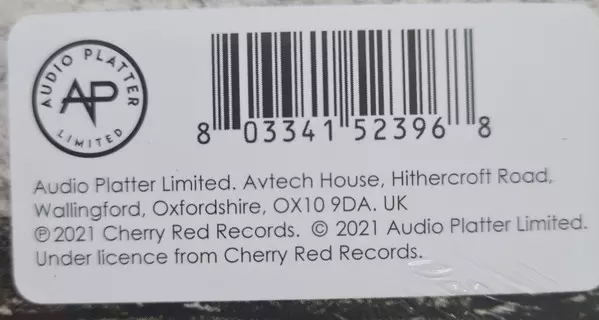 AUDIO PLATTER
AP
LIMITED
8 03341 52396 8
Audio Platter Limited. Avtech House, Hithercroft Road,
Wallingford, Oxfordshire, OX10 9DA. UK
℗ 2021 Cherry Red Records. © 2021 Audio Platter Limited.
Under licence from Cherry Red Records.